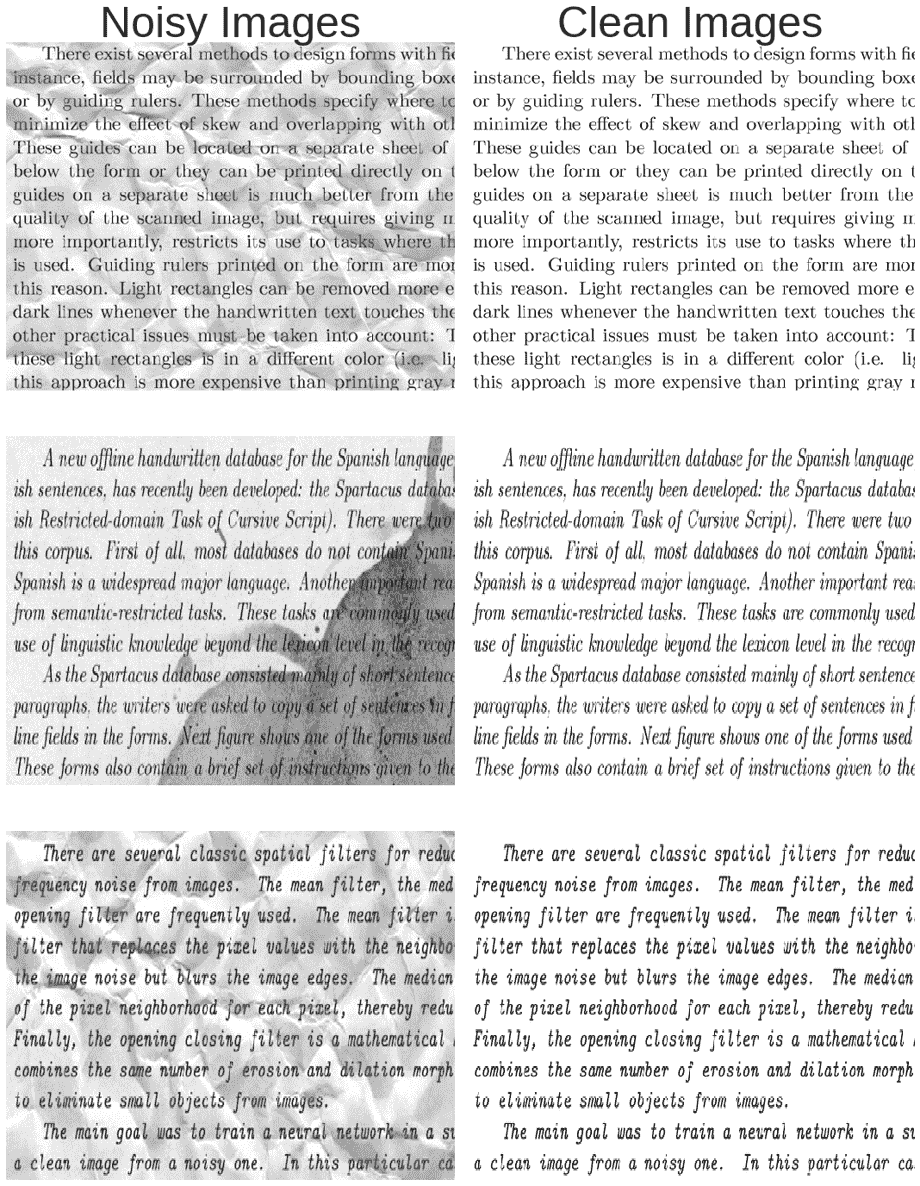 Noisy Images
There exist several methods to design forms with fie
instance, fields may be surrounded by bounding boxe
or by guiding rulers. These methods specify where to
minimize the effect of skew and overlapping with oth
These guides can be located on a separate sheet of
below the form or they can be printed directly on t
guides on a separate sheet is much better from the
quality of the scanned image, but requires giving m
more importantly, restricts its use to tasks where th
is used. Guiding rulers printed on the form are mor
this reason. Light rectangles can be removed more e
dark lines whenever the handwritten text touches the
other practical issues must be taken into account: T
these light rectangles is in a different color (i.e. lig
this approach is more expensive than printing gray r
A new offline handwritten database for the Spanish language
ish sentences, has recently been developed: the Spartacus databas
ish Restricted-domain Task of Cursive Script). There were two
this corpus. First of all, most databases do not contain Spani
Spanish is a widespread major language. Another important rea
from semantic-restricted tasks. These tasks are commonly used
use of linguistic knowledge beyond the lexicon level in the recogn
As the Spartacus database consisted mainly of short sentence
paragraphs, the writers were asked to copy a set of sentences in f
line fields in the forms. Next figure shows one of the forms used
These forms also contain a brief set of instructions given to the
There are several classic spatial filters for reduc
frequency noise from images. The mean filter, the med
opening filter are frequently used. The mean filter i
filter that replaces the pixel values with the neighbo
the image noise but blurs the image edges. The median
of the pixel neighborhood for each pixel, thereby redu
Finally, the opening closing filter is a mathematical
combines the same number of erosion and dilation morph
to eliminate small objects from images.
The main goal was to train a neural network in a su
a clean image from a noisy one. In this particular ca
Clean Images
There exist several methods to design forms with fie
instance, fields may be surrounded by bounding boxe
or by guiding rulers. These methods specify where to
minimize the effect of skew and overlapping with oth
These guides can be located on a separate sheet of
below the form or they can be printed directly on t
guides on a separate sheet is much better from the
quality of the scanned image, but requires giving m
more importantly, restricts its use to tasks where th
is used. Guiding rulers printed on the form are mor
this reason. Light rectangles can be removed more e
dark lines whenever the handwritten text touches the
other practical issues must be taken into account: T
these light rectangles is in a different color (i.e. lig
this approach is more expensive than printing gray r
A new offline handwritten database for the Spanish language
ish sentences, has recently been developed: the Spartacus databas
ish Restricted-domain Task of Cursive Script). There were two
this corpus. First of all, most databases do not contain Spani
Spanish is a widespread major language. Another important rea
from semantic-restricted tasks. These tasks are commonly used
use of linguistic knowledge beyond the lexicon level in the recogn
As the Spartacus database consisted mainly of short sentence
paragraphs, the writers were asked to copy a set of sentences in f
line fields in the forms. Next figure shows one of the forms used
These forms also contain a brief set of instructions given to the
There are several classic spatial filters for reduc
frequency noise from images. The mean filter, the med
opening filter are frequently used. The mean filter i
filter that replaces the pixel values with the neighbo
the image noise but blurs the image edges. The median
of the pixel neighborhood for each pixel, thereby redu
Finally, the opening closing filter is a mathematical
combines the same number of erosion and dilation morph
to eliminate small objects from images.
The main goal was to train a neural network in a su
a clean image from a noisy one. In this particular ca